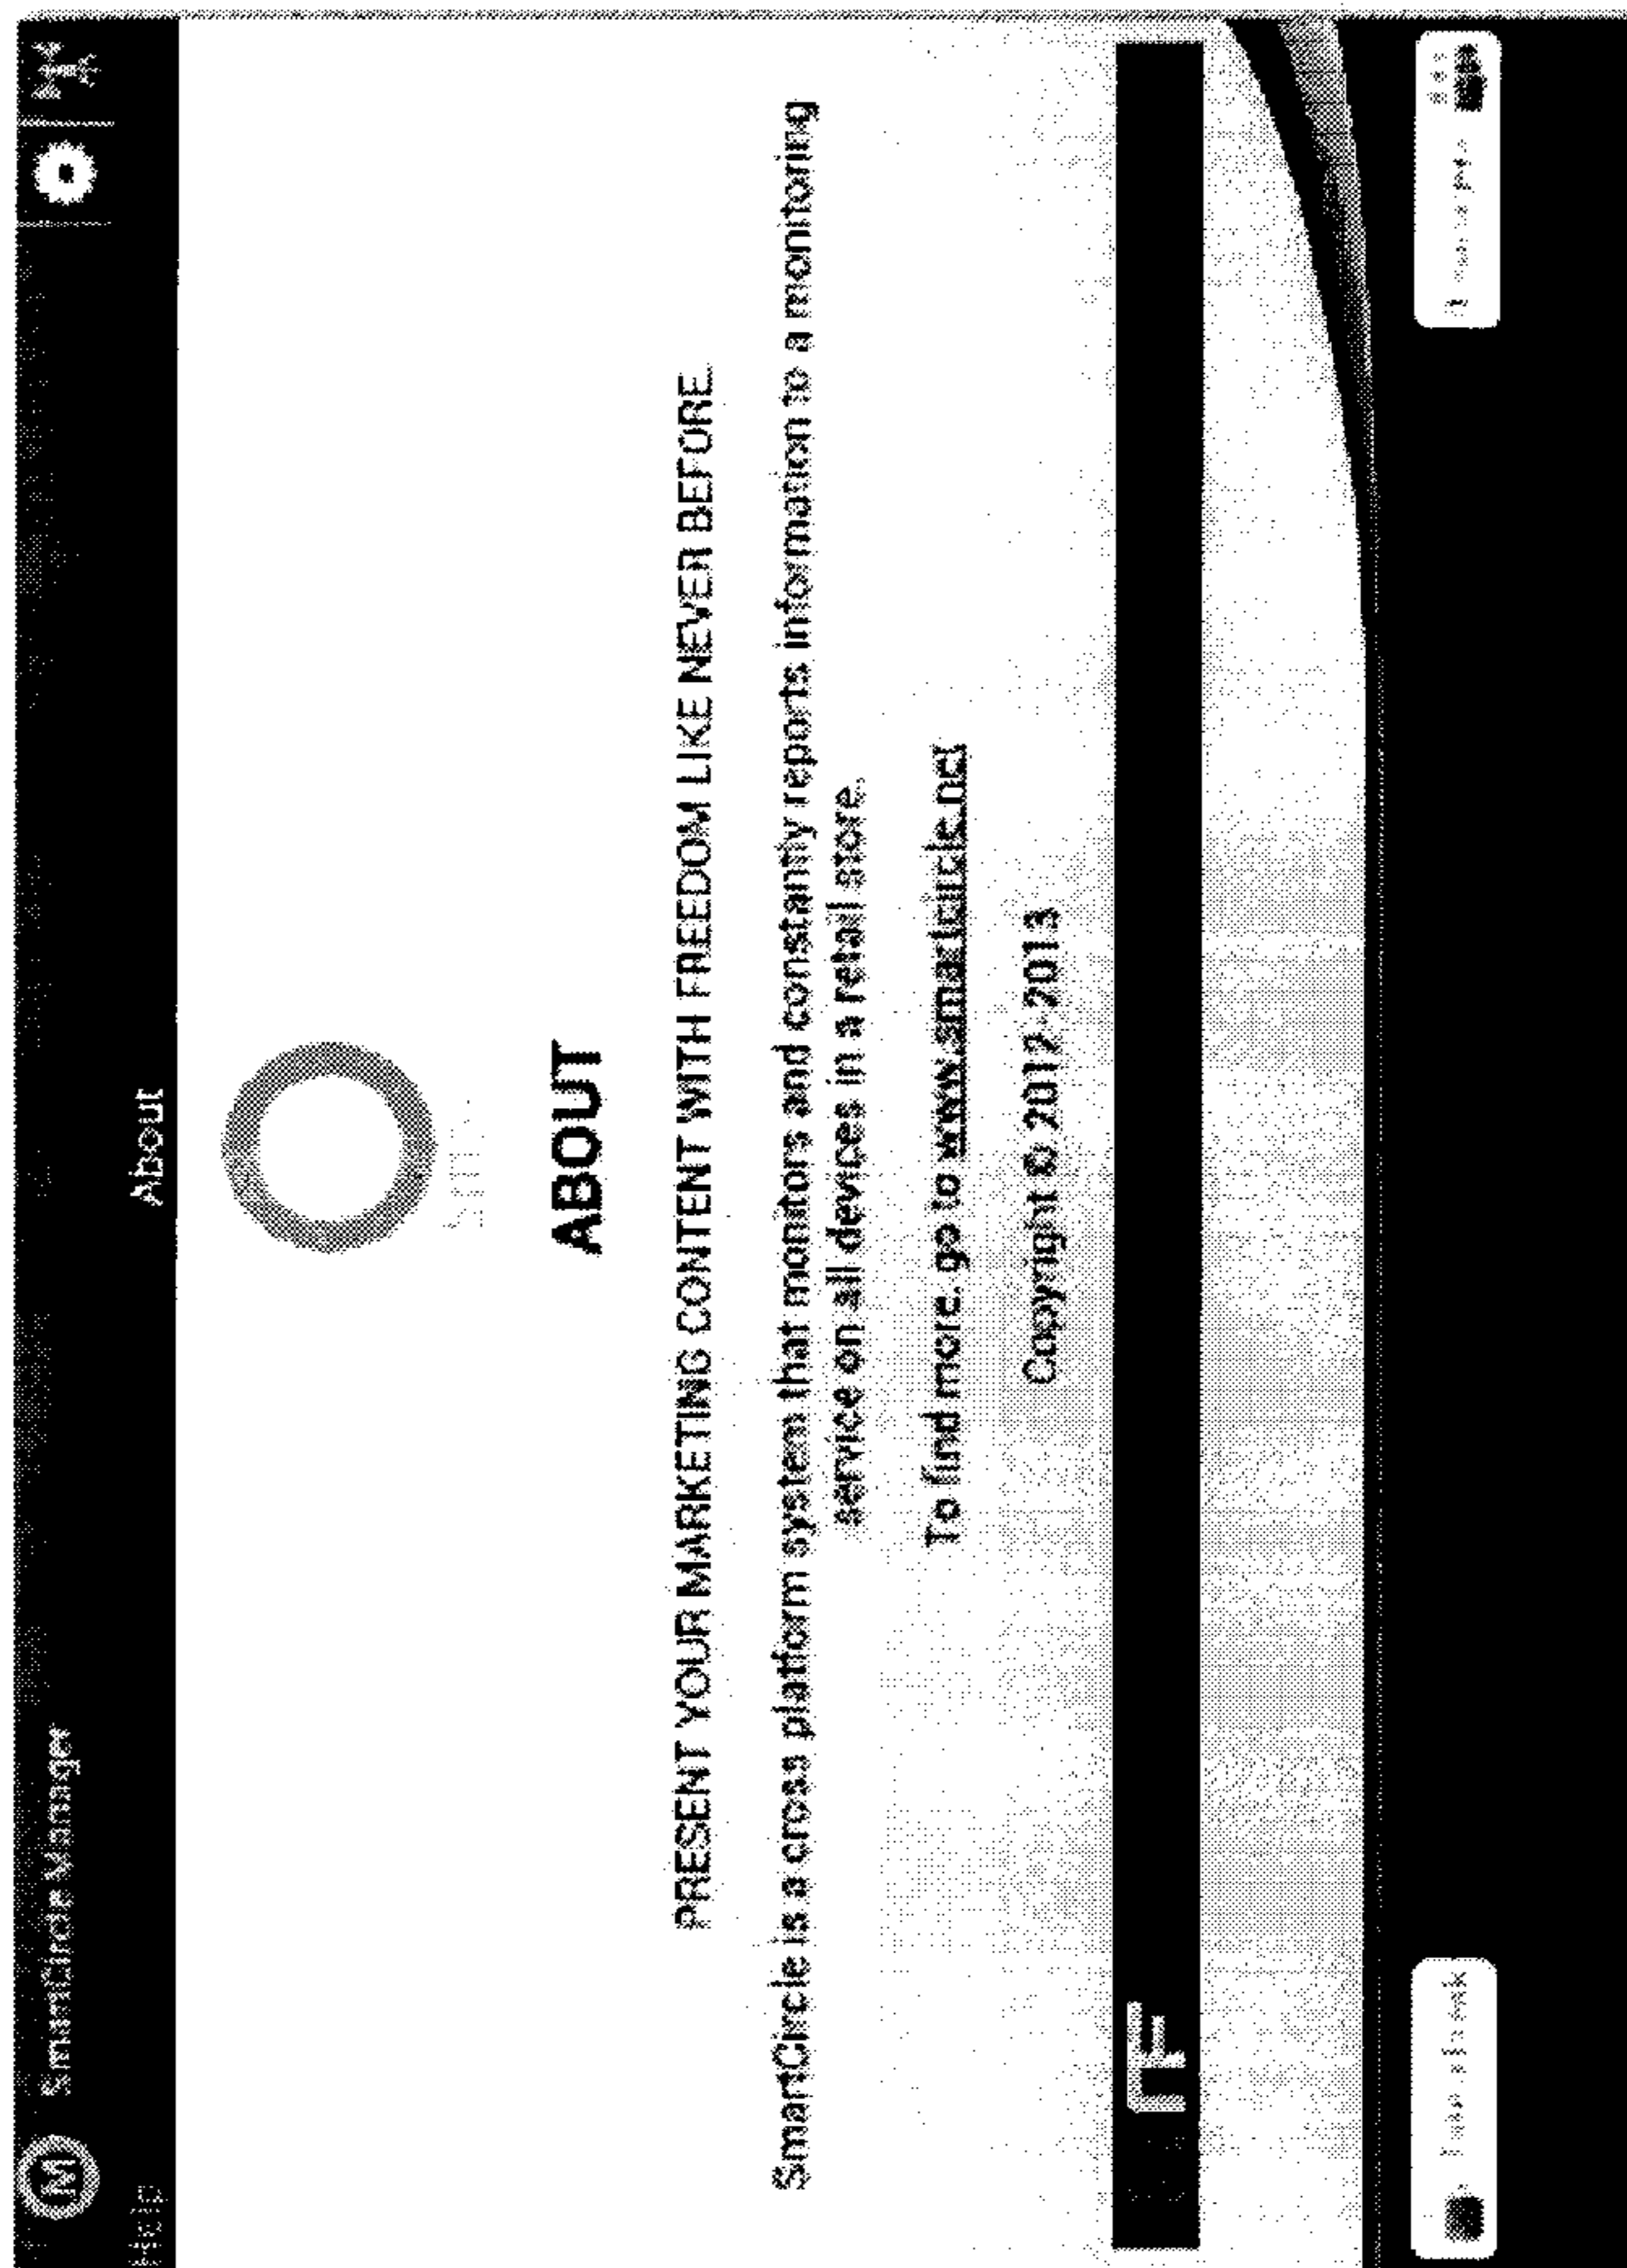 SmartCircle Manager
Help
About
Smart
ABOUT
PRESENT YOUR MARKETING CONTENT WITH FREEDOM LIKE NEVER BEFORE.
SmartCircle is a cross platform system that monitors and constantly reports information to a monitoring
service on all devices in a retail store.
To find more, go to www.smartcircle.net
Copyright © 2012-2013